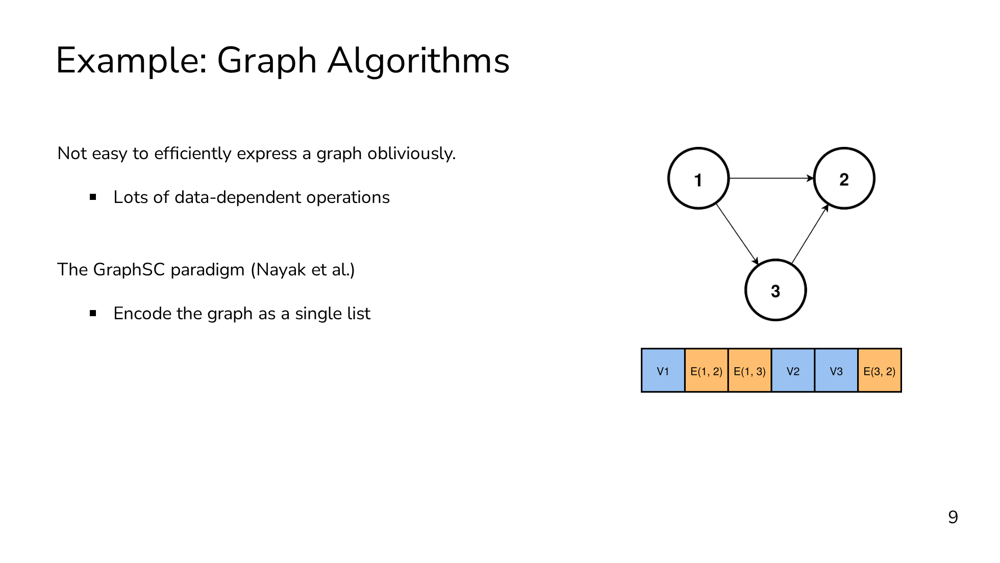 Example: Graph Algorithms
Not easy to efficiently express a graph obliviously.
▪ Lots of data-dependent operations
The GraphSC paradigm (Nayak et al.)
▪ Encode the graph as a single list
1
2
3
V1 E(1, 2) E(1, 3) V2 V3 E(3, 2)
9